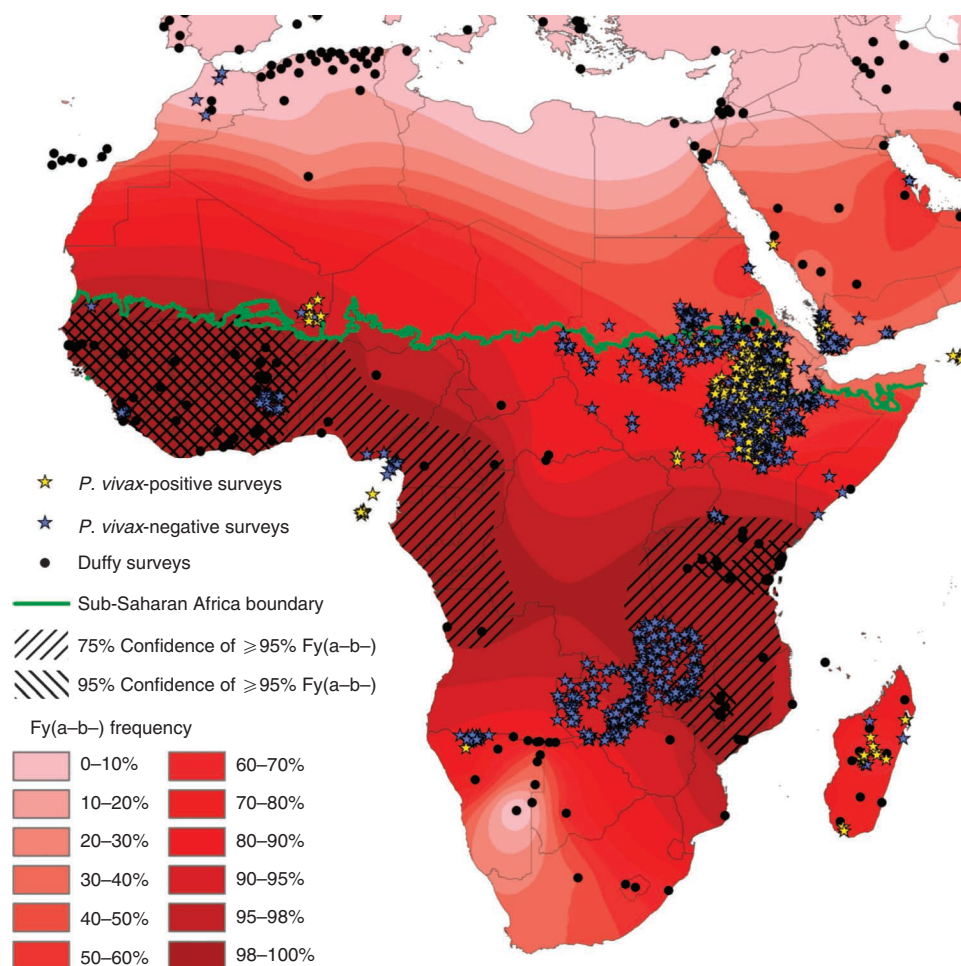 P. vivax-positive surveys
P. vivax-negative surveys
Duffy surveys
Sub-Saharan Africa boundary
75% Confidence of ⩾95% Fy(a–b–)
95% Confidence of ⩾95% Fy(a–b–)
Fy(a–b–) frequency
0–10%
10–20%
20–30%
30–40%
40–50%
50–60%
60–70%
70–80%
80–90%
90–95%
95–98%
98–100%